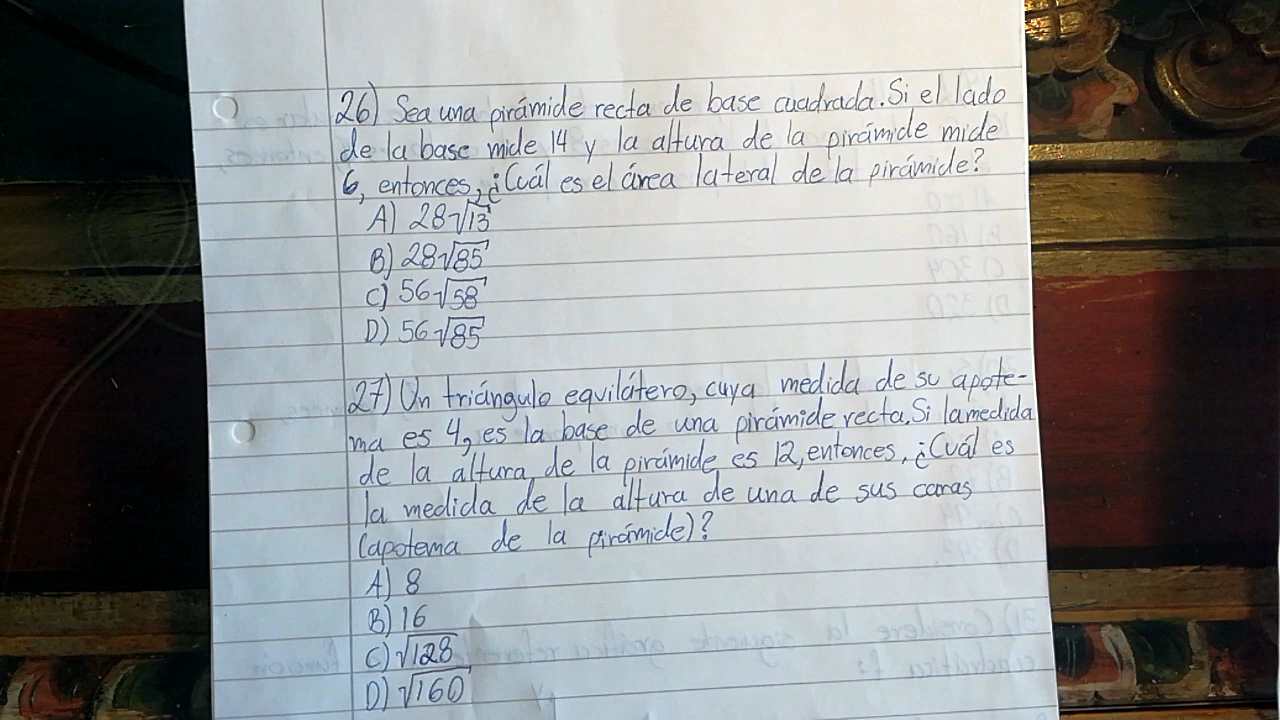 26) Sea una pirámide recta de base cuadrada. Si el lado
de la base mide 14 y la altura de la pirámide mide
6, entonces, ¿Cuál es el área lateral de la pirámide?
A) 28√13
B) 28√85
C) 56√58
D) 56√85
27) Un triángulo equilátero, cuya medida de su apote-
ma es 4, es la base de una pirámide recta. Si la medida
de la altura de la pirámide es 12, entonces, ¿Cuál es
la medida de la altura de una de sus caras
(apotema de la pirámide)?
A) 8
B) 16
C) √128
D) √160